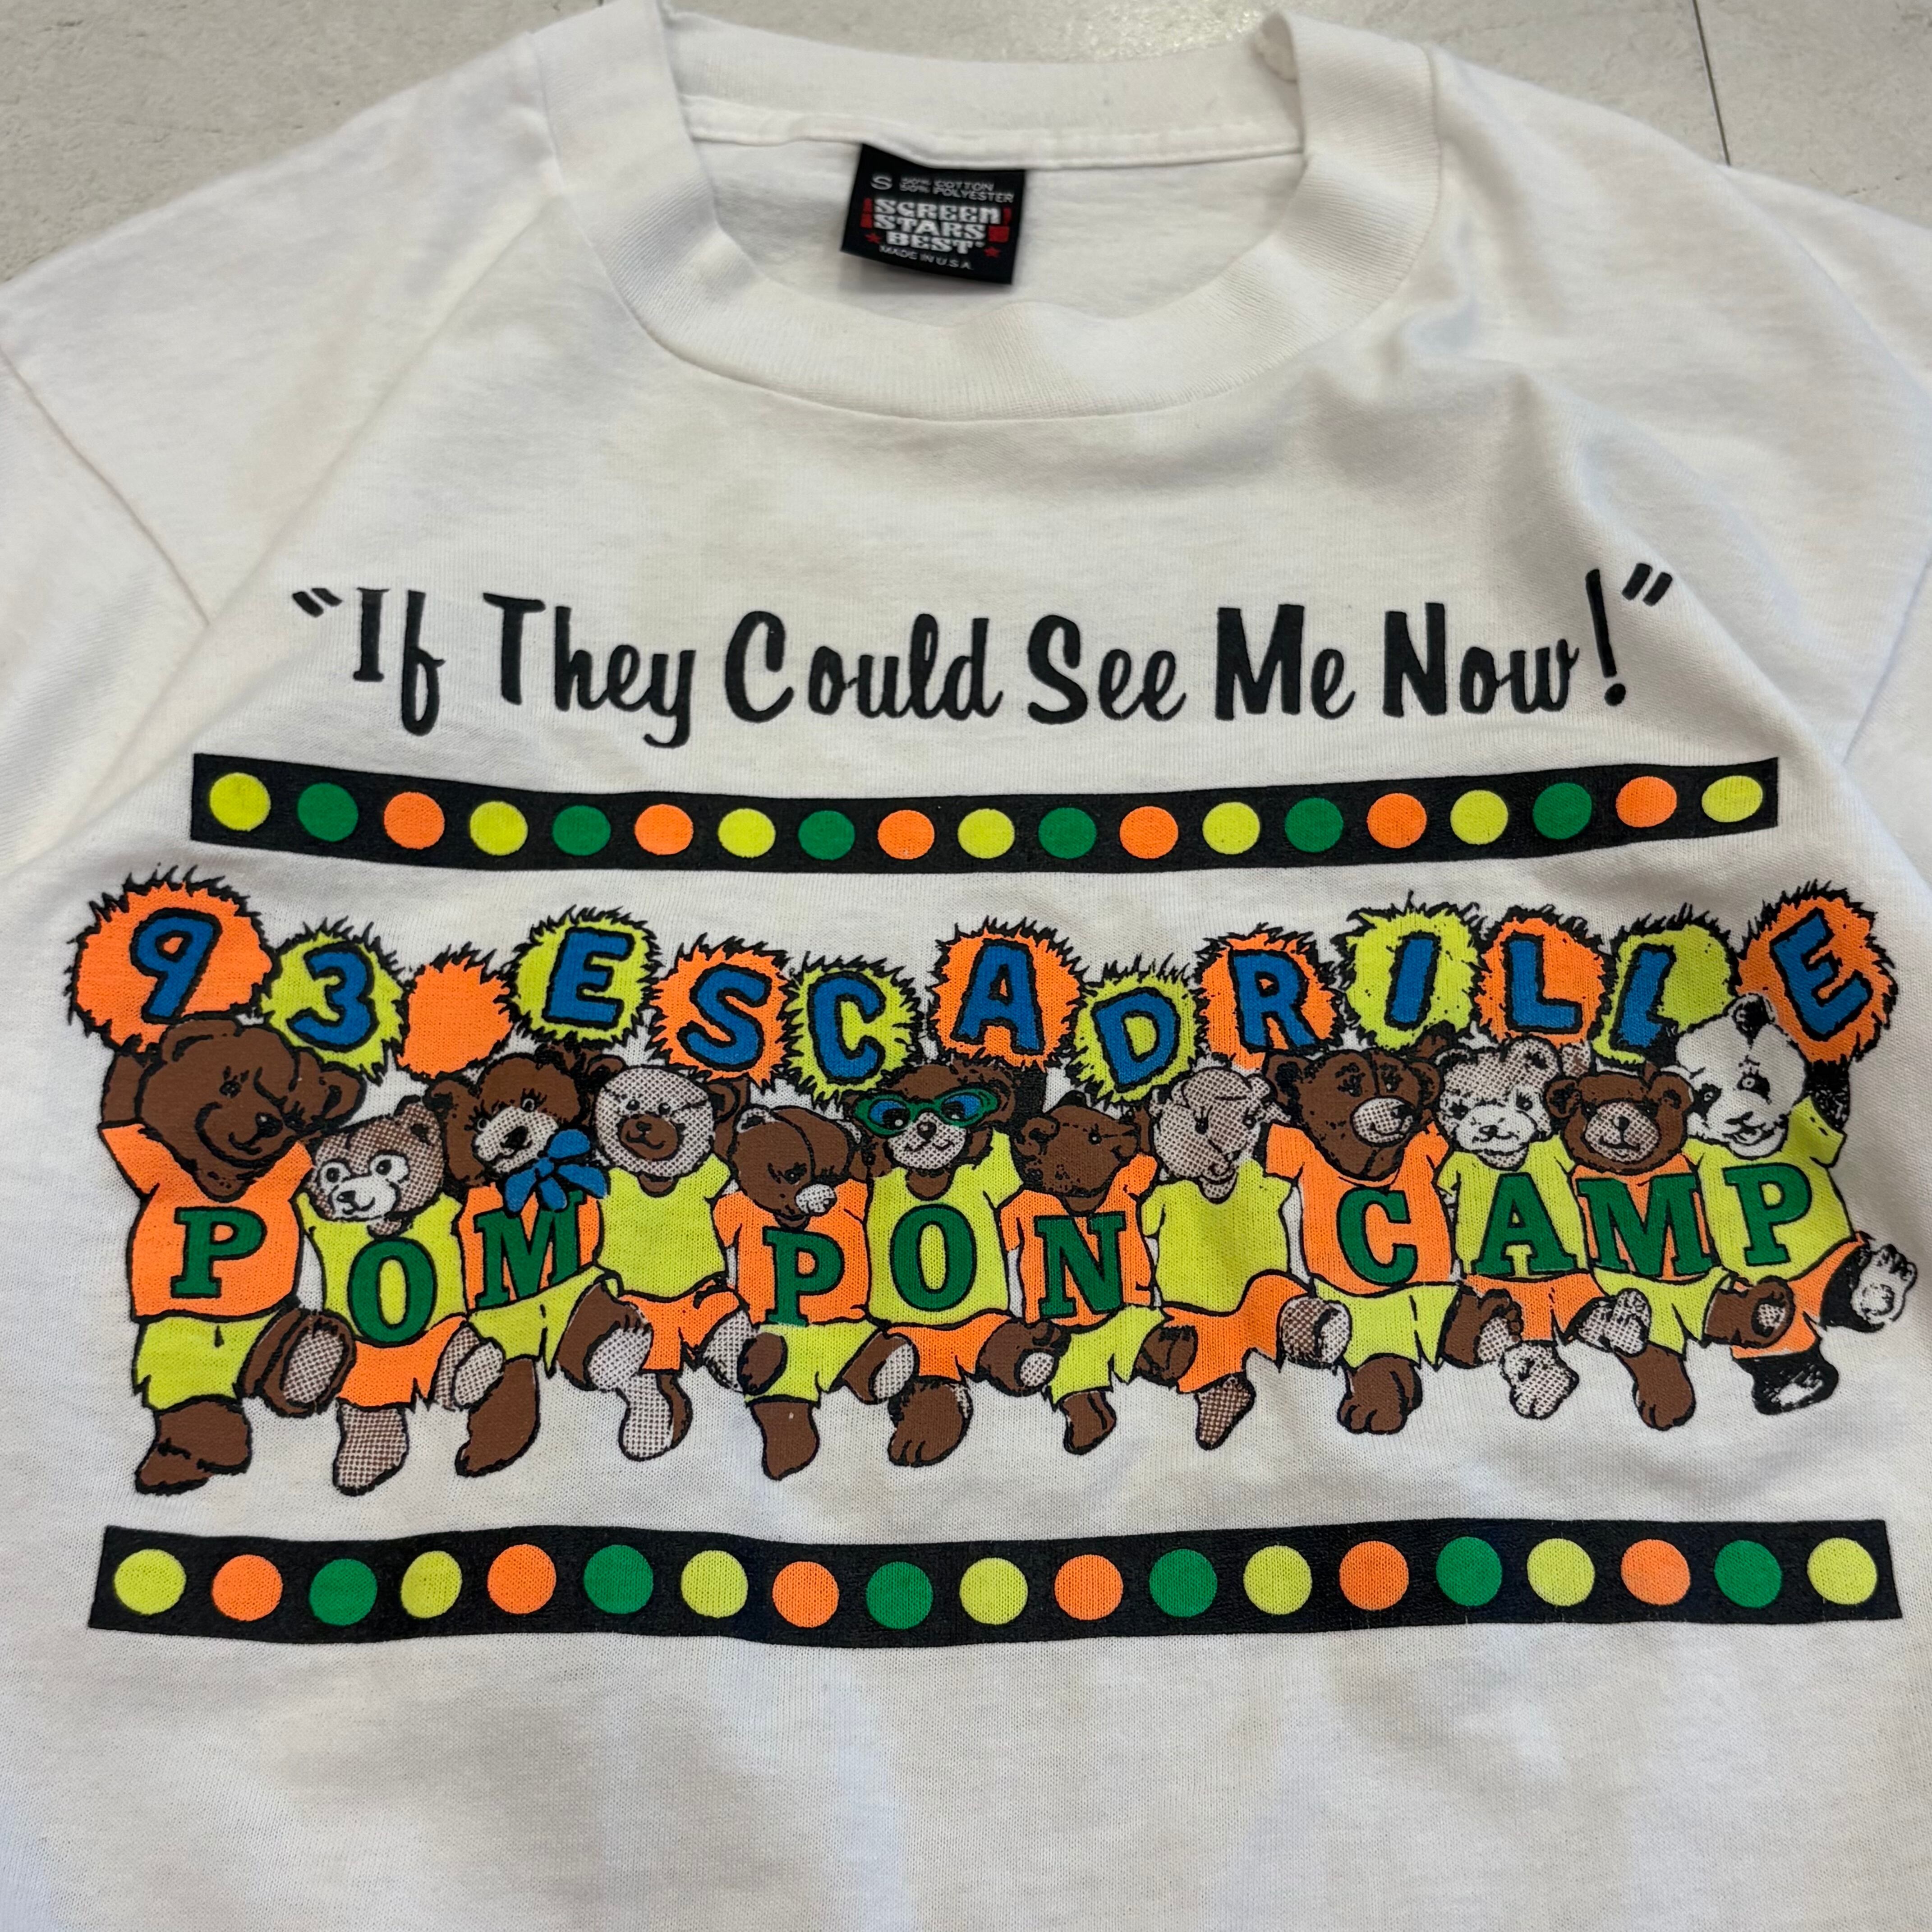 S 50% COTTON
50% POLYESTER
SCREEN
STARS
BEST
MADE IN U.S.A.
"If They Could See Me Now!"
93 ESCADRILLE
POM PON CAMP